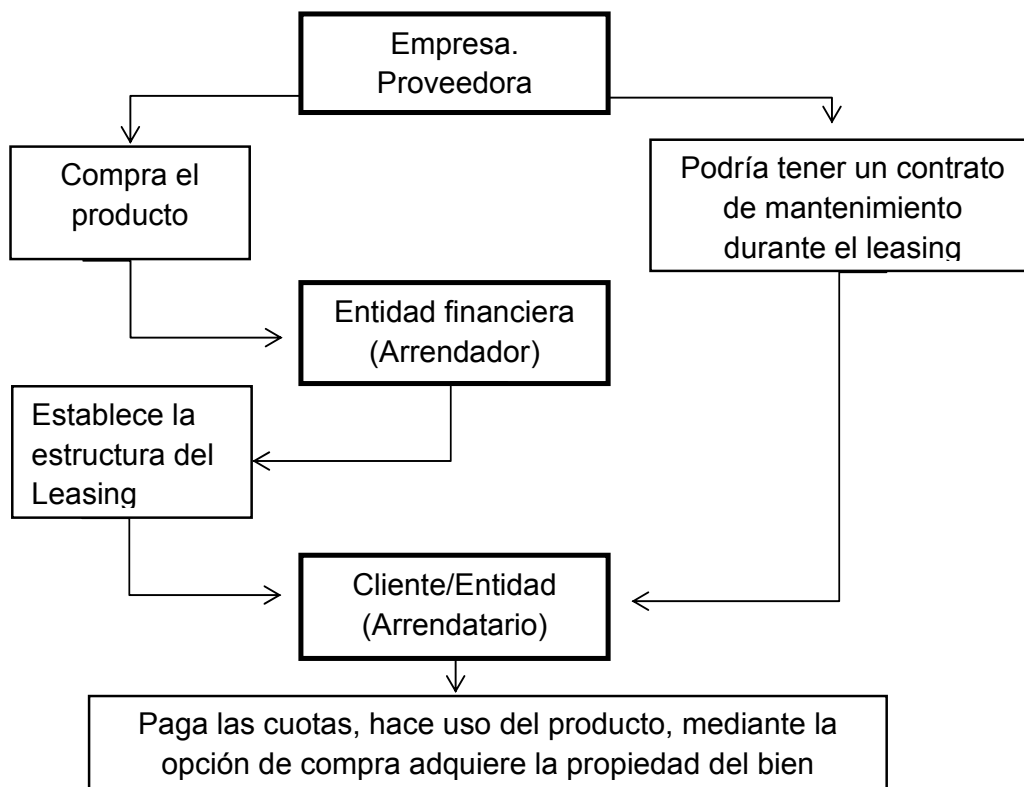 Empresa.
Proveedora
Compra el
producto
Podría tener un contrato
de mantenimiento
durante el leasing
Entidad financiera
(Arrendador)
Establece la
estructura del
Leasing
Cliente/Entidad
(Arrendatario)
Paga las cuotas, hace uso del producto, mediante la
opción de compra adquiere la propiedad del bien